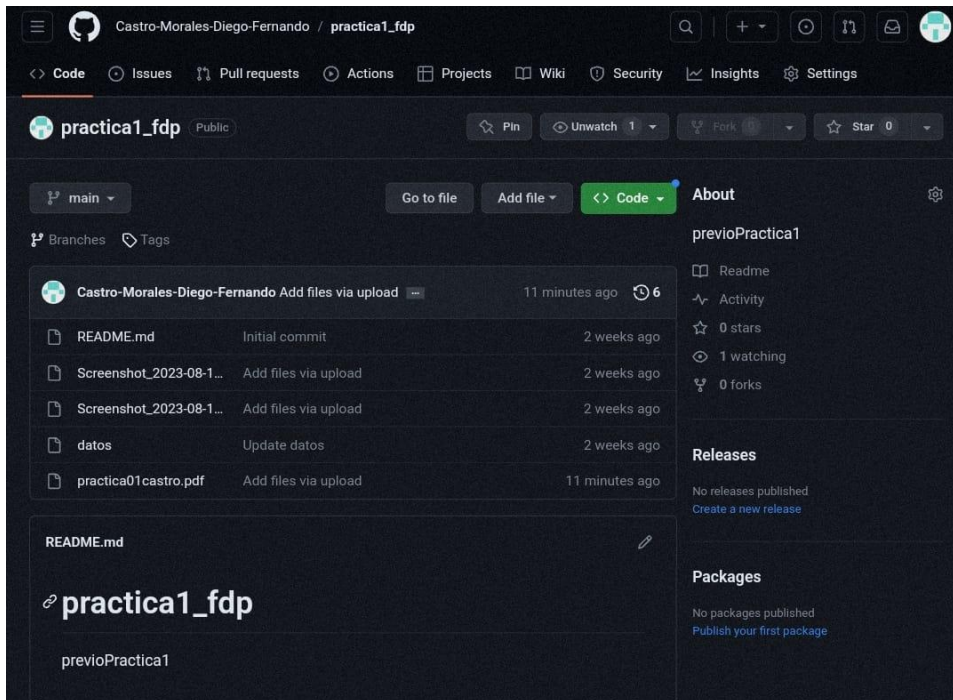 Castro-Morales-Diego-Fernando / practica1_fdp
Code Issues Pull requests Actions Projects Wiki Security Insights Settings
practica1_fdp Public Pin Unwatch 1 Fork 0 Star 0
main Go to file Add file <> Code
Branches Tags
Castro-Morales-Diego-Fernando Add files via upload ... 11 minutes ago 6
README.md Initial commit 2 weeks ago
Screenshot_2023-08-1... Add files via upload 2 weeks ago
Screenshot_2023-08-1... Add files via upload 2 weeks ago
datos Update datos 2 weeks ago
practica01castro.pdf Add files via upload 11 minutes ago
README.md
practica1_fdp
previoPractica1
About
previoPractica1
Readme
Activity
0 stars
1 watching
0 forks
Releases
No releases published
Create a new release
Packages
No packages published
Publish your first package